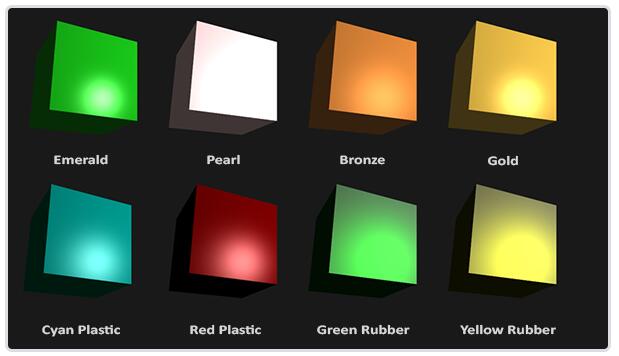 Emerald
Pearl
Bronze
Gold
Cyan Plastic
Red Plastic
Green Rubber
Yellow Rubber